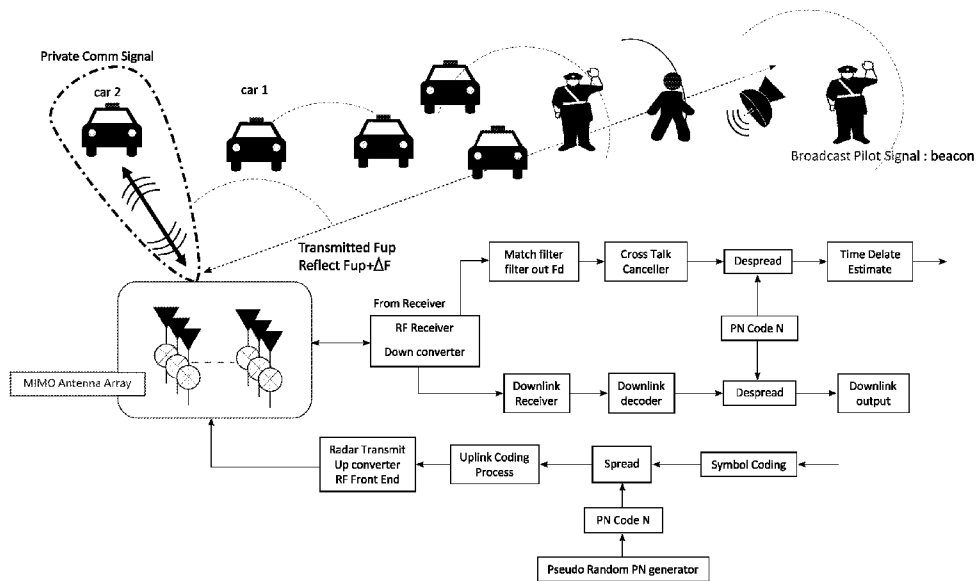 Private Comm Signal
car 2
car 1
Broadcast Pilot Signal : beacon
Transmitted Fup
Reflect Fup+ΔF
Match filter
filter out Fd
Cross Talk
Canceller
Despread
Time Delate
Estimate
From Receiver
RF Receiver
Down converter
PN Code N
MIMO Antenna Array
Downlink
Receiver
Downlink
decoder
Despread
Downlink
output
Radar Transmit
Up converter
RF Front End
Uplink Coding
Process
Spread
Symbol Coding
PN Code N
Pseudo Random PN generator